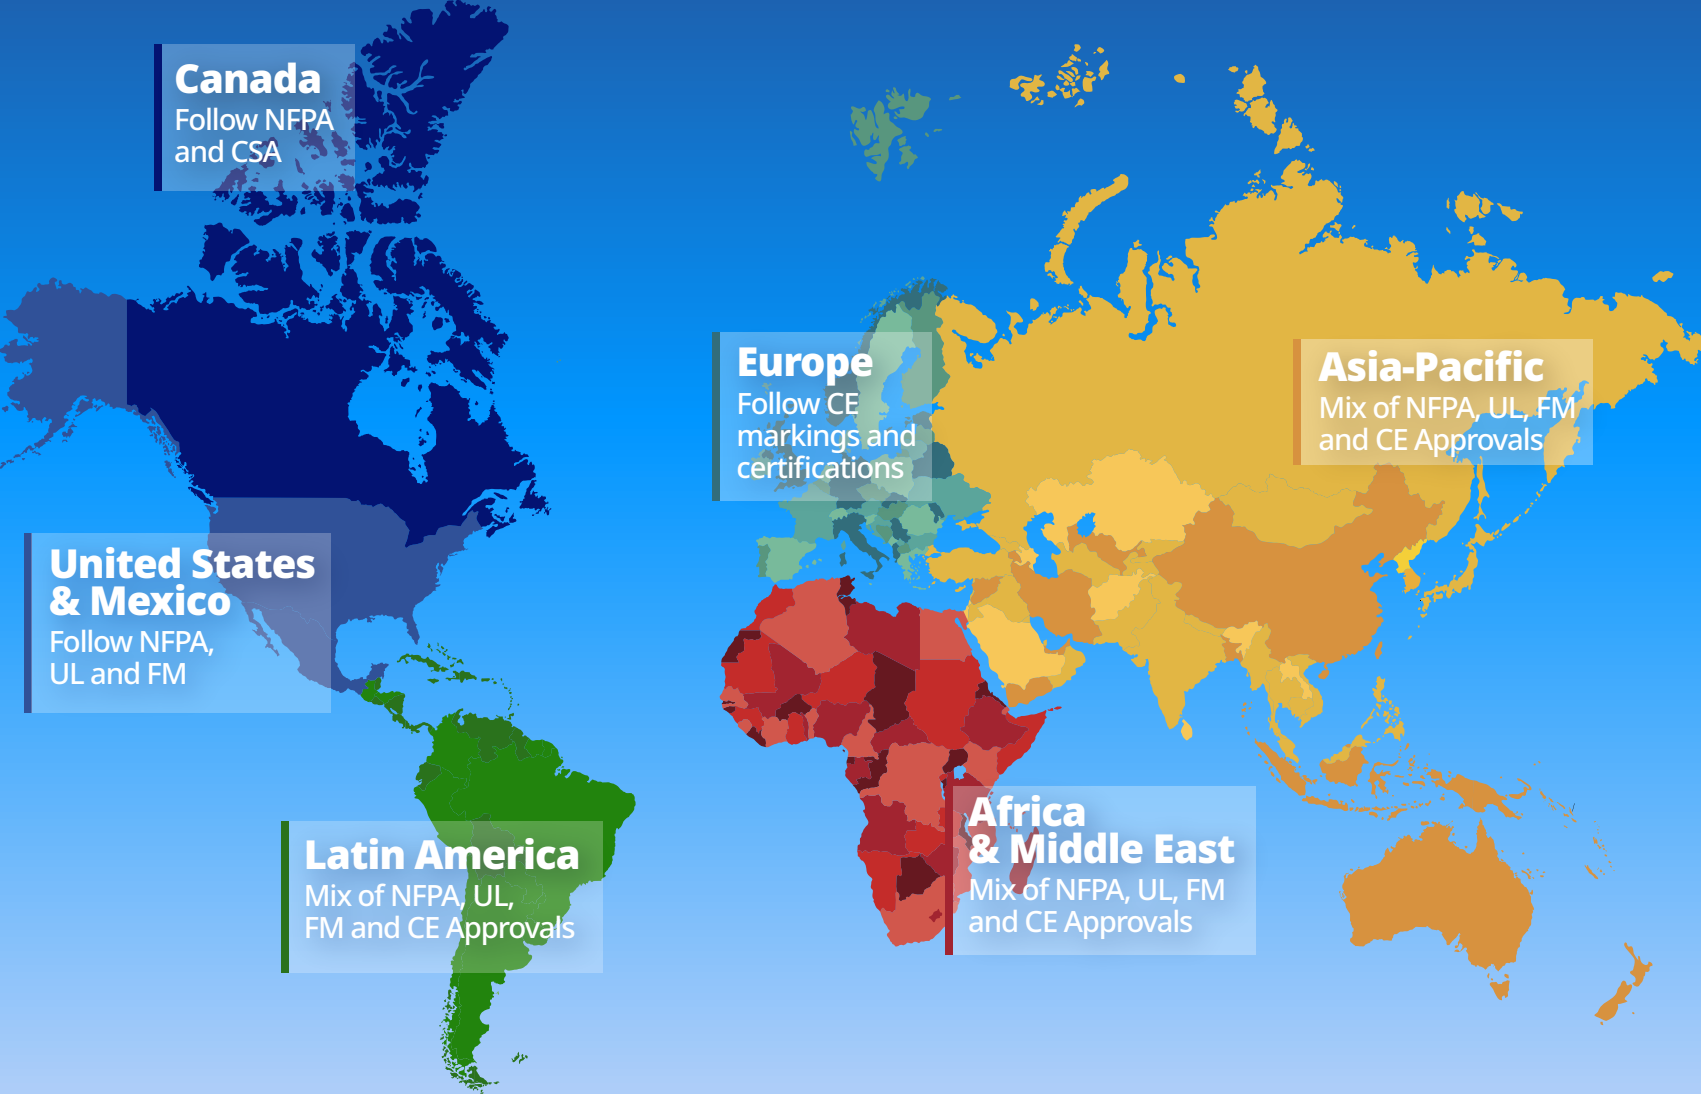 Canada
Follow NFPA
and CSA
Europe
Follow CE
markings and
certifications
Asia-Pacific
Mix of NFPA, UL, FM
and CE Approvals
United States
& Mexico
Follow NFPA,
UL and FM
Latin America
Mix of NFPA, UL,
FM and CE Approvals
Africa
& Middle East
Mix of NFPA, UL, FM
and CE Approvals